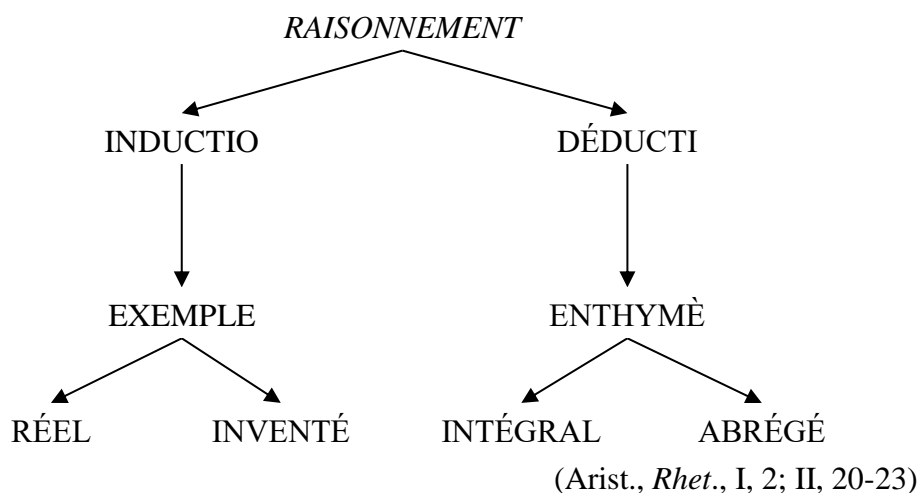 RAISONNEMENT
INDUCTIO DÉDUCTI
EXEMPLE ENTHYMÈ
RÉEL INVENTÉ INTÉGRAL ABRÉGÉ
(Arist., Rhet., I, 2; II, 20-23)